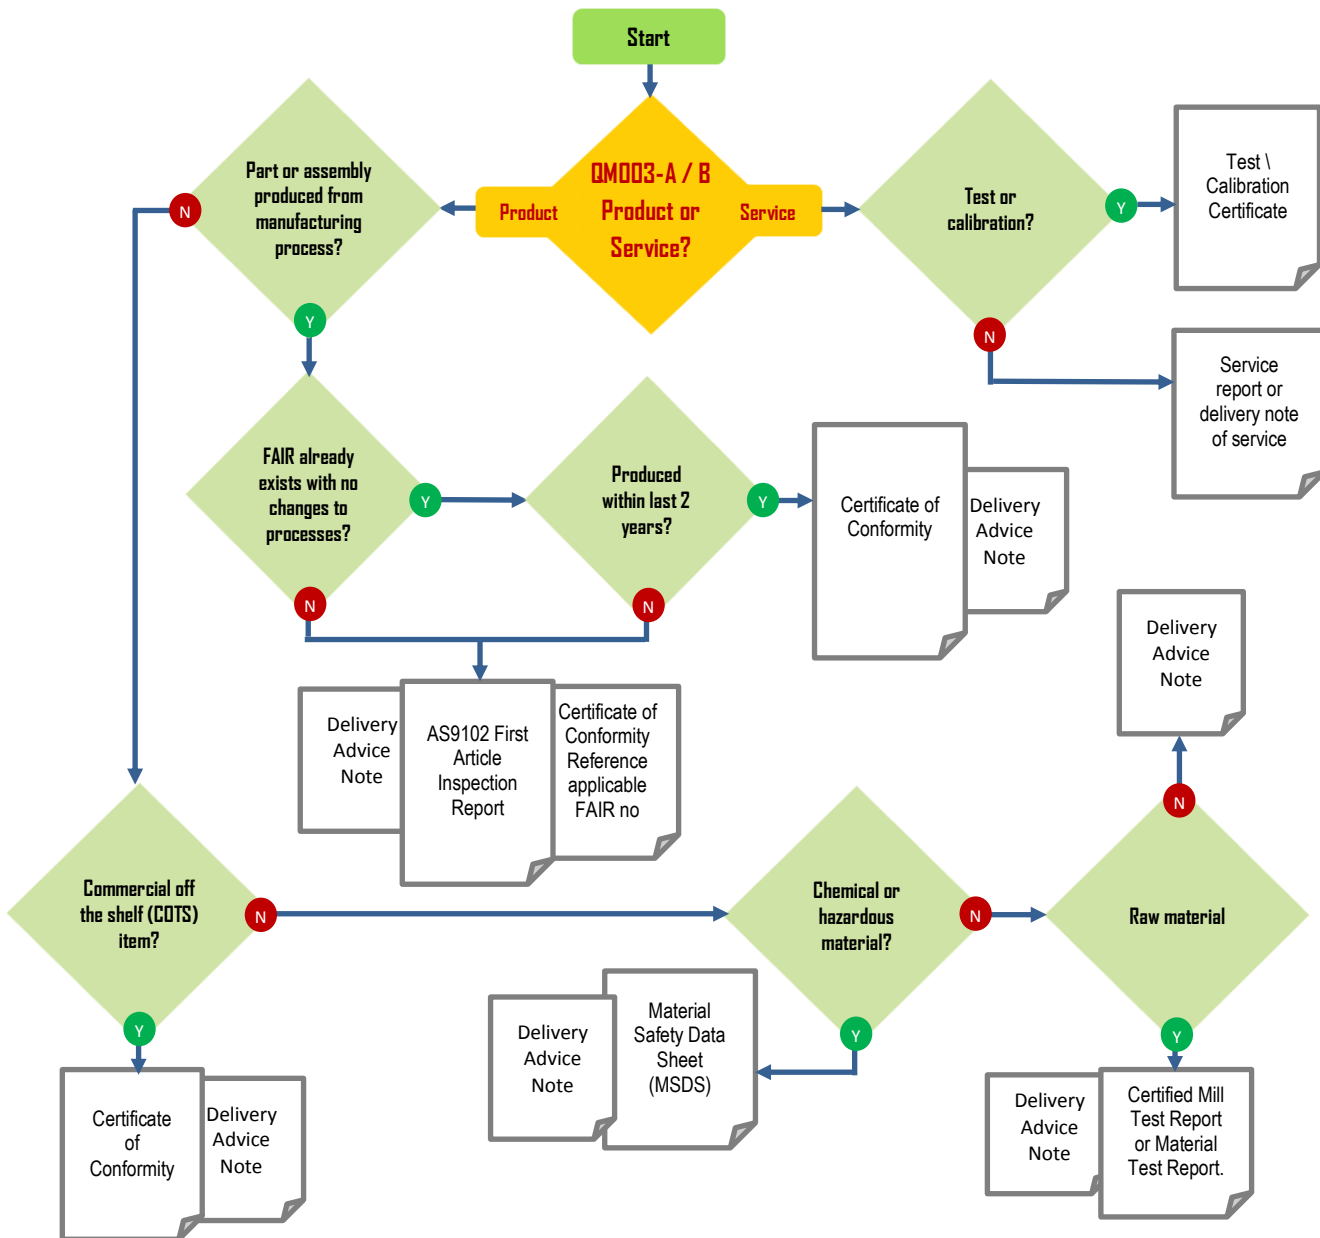 Start
Part or assembly
produced from
manufacturing
process?
N
Y
Product
QM003-A / B
Product or
Service?
Service
Test or
calibration?
Y
N
Test \
Calibration
Certificate
Service
report or
delivery note
of service
FAIR already
exists with no
changes to
processes?
Y
N
Produced
within last 2
years?
Y
N
Certificate of
Conformity
Delivery
Advice
Note
Delivery
Advice
Note
AS9102 First
Article
Inspection
Report
Certificate of
Conformity
Reference
applicable
FAIR no
Delivery
Advice
Note
Commercial off
the shelf (COTS)
item?
N
Y
Chemical or
hazardous
material?
N
Y
Raw material
N
Y
Certificate
of
Conformity
Delivery
Advice
Note
Delivery
Advice
Note
Material
Safety Data
Sheet
(MSDS)
Delivery
Advice
Note
Certified Mill
Test Report
or Material
Test Report.